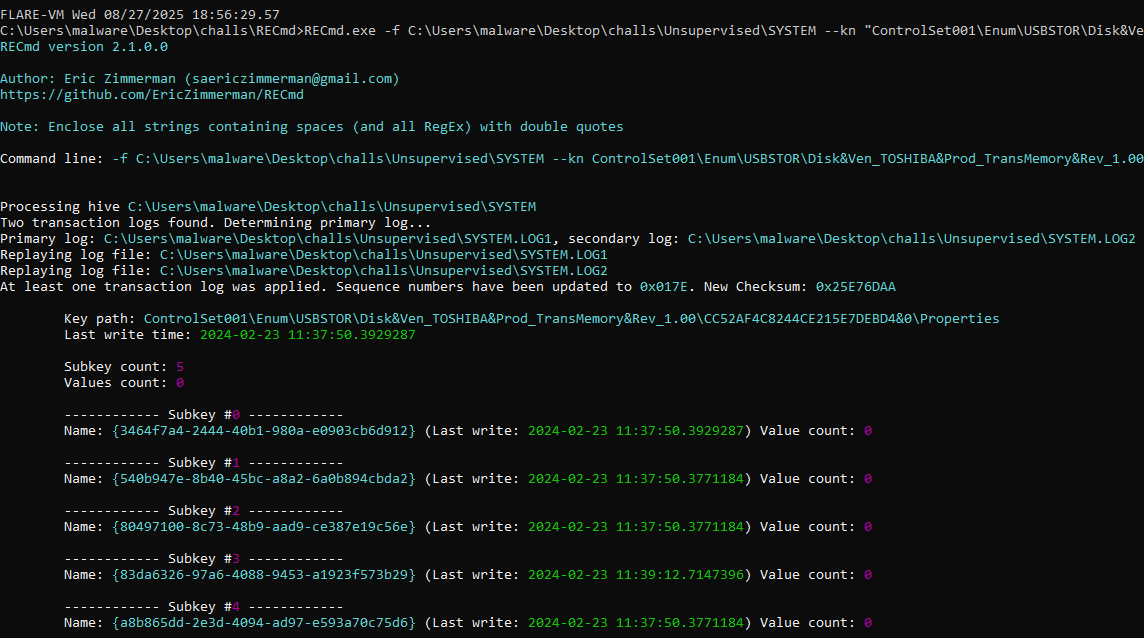 FLARE-VM Wed 08/27/2025 18:56:29.57
C:\Users\malware\Desktop\challs\RECmd>RECmd.exe -f C:\Users\malware\Desktop\challs\Unsupervised\SYSTEM --kn "ControlSet001\Enum\USBSTOR\Disk&Ve
RECmd version 2.1.0.0
Author: Eric Zimmerman (saericzimmerman@gmail.com)
https://github.com/EricZimmerman/RECmd
Note: Enclose all strings containing spaces (and all RegEx) with double quotes
Command line: -f C:\Users\malware\Desktop\challs\Unsupervised\SYSTEM --kn ControlSet001\Enum\USBSTOR\Disk&Ven_TOSHIBA&Prod_TransMemory&Rev_1.00
Processing hive C:\Users\malware\Desktop\challs\Unsupervised\SYSTEM
Two transaction logs found. Determining primary log...
Primary log: C:\Users\malware\Desktop\challs\Unsupervised\SYSTEM.LOG1, secondary log: C:\Users\malware\Desktop\challs\Unsupervised\SYSTEM.LOG2
Replaying log file: C:\Users\malware\Desktop\challs\Unsupervised\SYSTEM.LOG1
Replaying log file: C:\Users\malware\Desktop\challs\Unsupervised\SYSTEM.LOG2
At least one transaction log was applied. Sequence numbers have been updated to 0x017E. New Checksum: 0x25E76DAA
Key path: ControlSet001\Enum\USBSTOR\Disk&Ven_TOSHIBA&Prod_TransMemory&Rev_1.00\CC52AF4C8244CE215E7DEBD4&0\Properties
Last write time: 2024-02-23 11:37:50.3929287
Subkey count: 5
Values count: 0
------------ Subkey #0 ------------
Name: {3464f7a4-2444-40b1-980a-e0903cb6d912} (Last write: 2024-02-23 11:37:50.3929287) Value count: 0
------------ Subkey #1 ------------
Name: {540b947e-8b40-45bc-a8a2-6a0b894cbda2} (Last write: 2024-02-23 11:37:50.3771184) Value count: 0
------------ Subkey #2 ------------
Name: {80497100-8c73-48b9-aad9-ce387e19c56e} (Last write: 2024-02-23 11:37:50.3771184) Value count: 0
------------ Subkey #3 ------------
Name: {83da6326-97a6-4088-9453-a1923f573b29} (Last write: 2024-02-23 11:39:12.7147396) Value count: 0
------------ Subkey #4 ------------
Name: {a8b865dd-2e3d-4094-ad97-e593a70c75d6} (Last write: 2024-02-23 11:37:50.3771184) Value count: 0